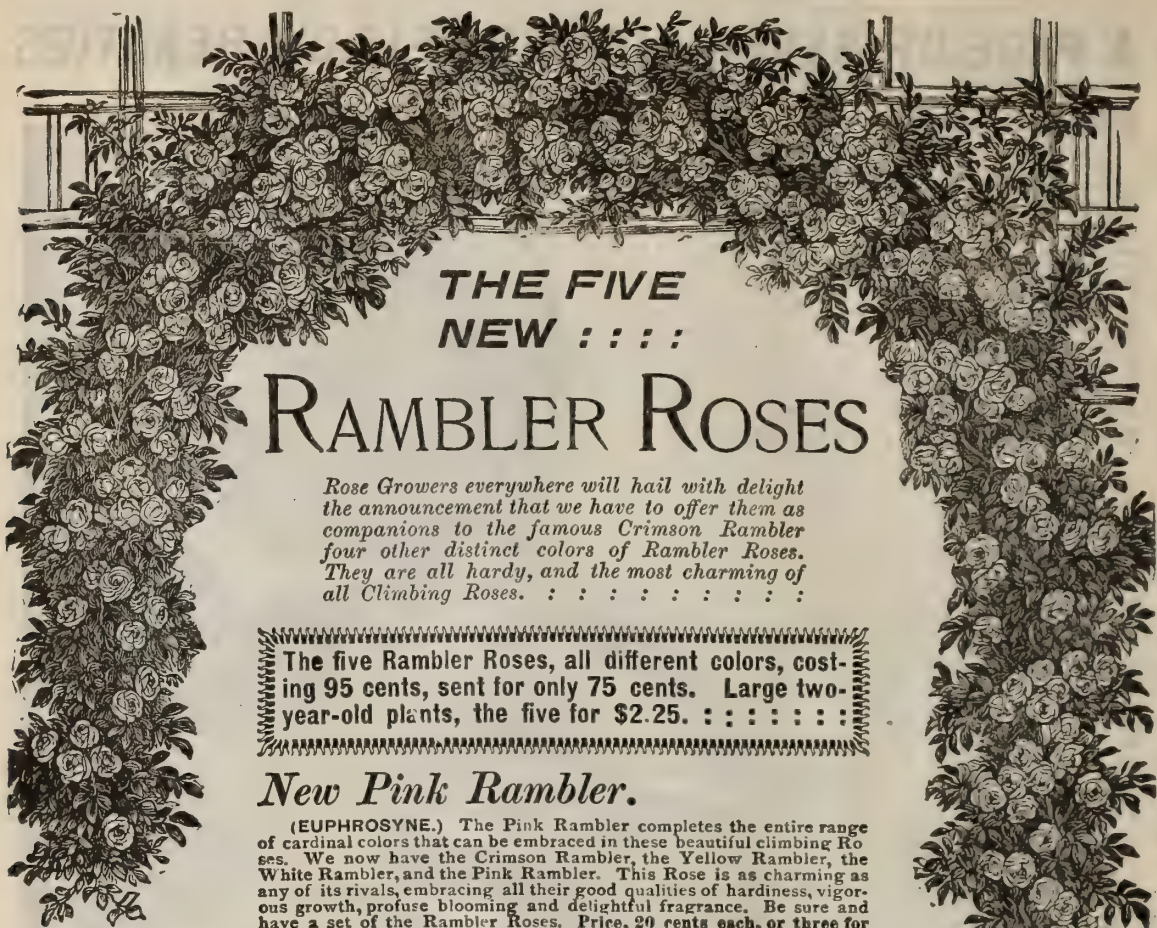 THE FIVE
NEW : : : :
RAMBLER ROSES
Rose Growers everywhere will hail with delight
the announcement that we have to offer them as
companions to the famous Crimson Rambler
four other distinct colors of Rambler Roses.
They are all hardy, and the most charming of
all Climbing Roses. : : : : : : : : :
The five Rambler Roses, all different colors, cost-
ing 95 cents, sent for only 75 cents. Large two-
year-old plants, the five for $2.25. : : : : : : :
New Pink Rambler.
(EUPHROSYNE.) The Pink Rambler completes the entire range
of cardinal colors that can be embraced in these beautiful climbing Ro
ses. We now have the Crimson Rambler, the Yellow Rambler, the
White Rambler, and the Pink Rambler. This Rose is as charming as
any of its rivals, embracing all their good qualities of hardiness, vigor-
ous growth, profuse blooming and delightful fragrance. Be sure and
have a set of the Rambler Roses. Price, 20 cents each, or three for